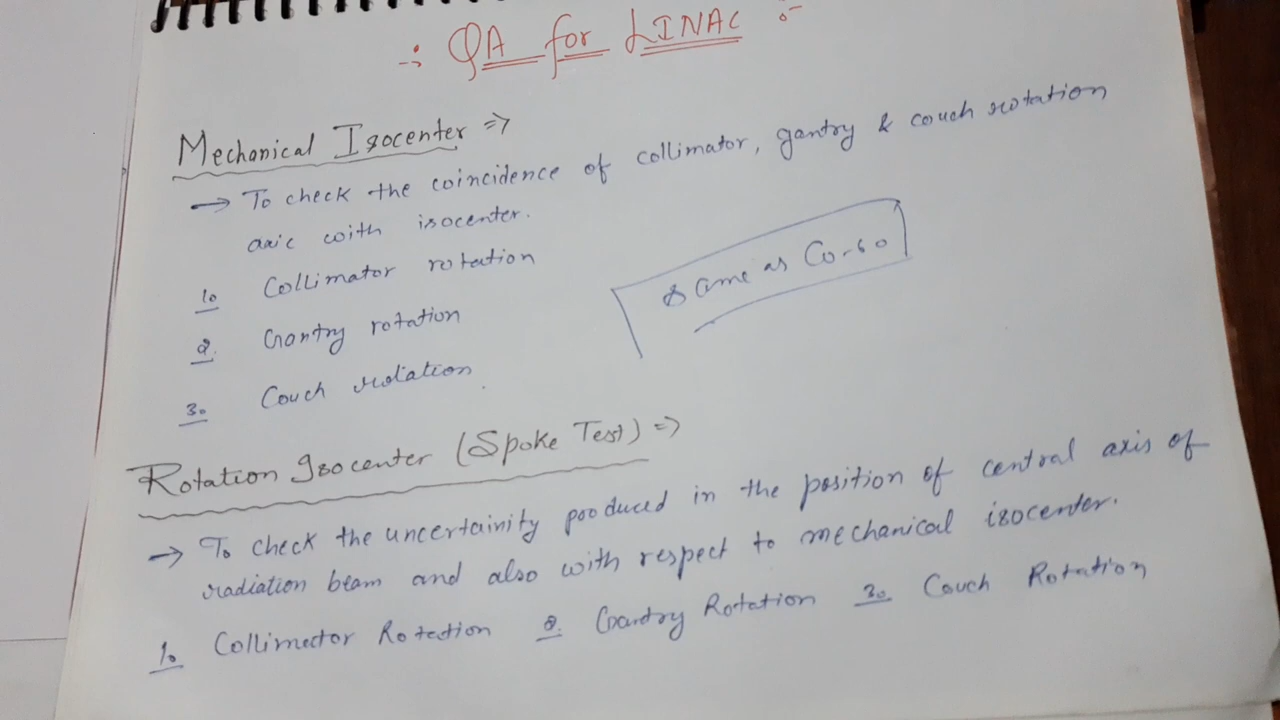 -: QA for LINAC :-
Mechanical Isocenter =>
→ To check the coincidence of collimator, gantry & couch rotation
axic with isocenter.
1. Collimator rotation
2. Gantry rotation
3. Couch rotation
Same as Co-60
Rotation Isocenter (Spoke Test) =>
→ To check the uncertainity produced in the position of central axis of
radiation beam and also with respect to mechanical isocenter.
1. Collimator Rotation 2. Gantry Rotation 3. Couch Rotation